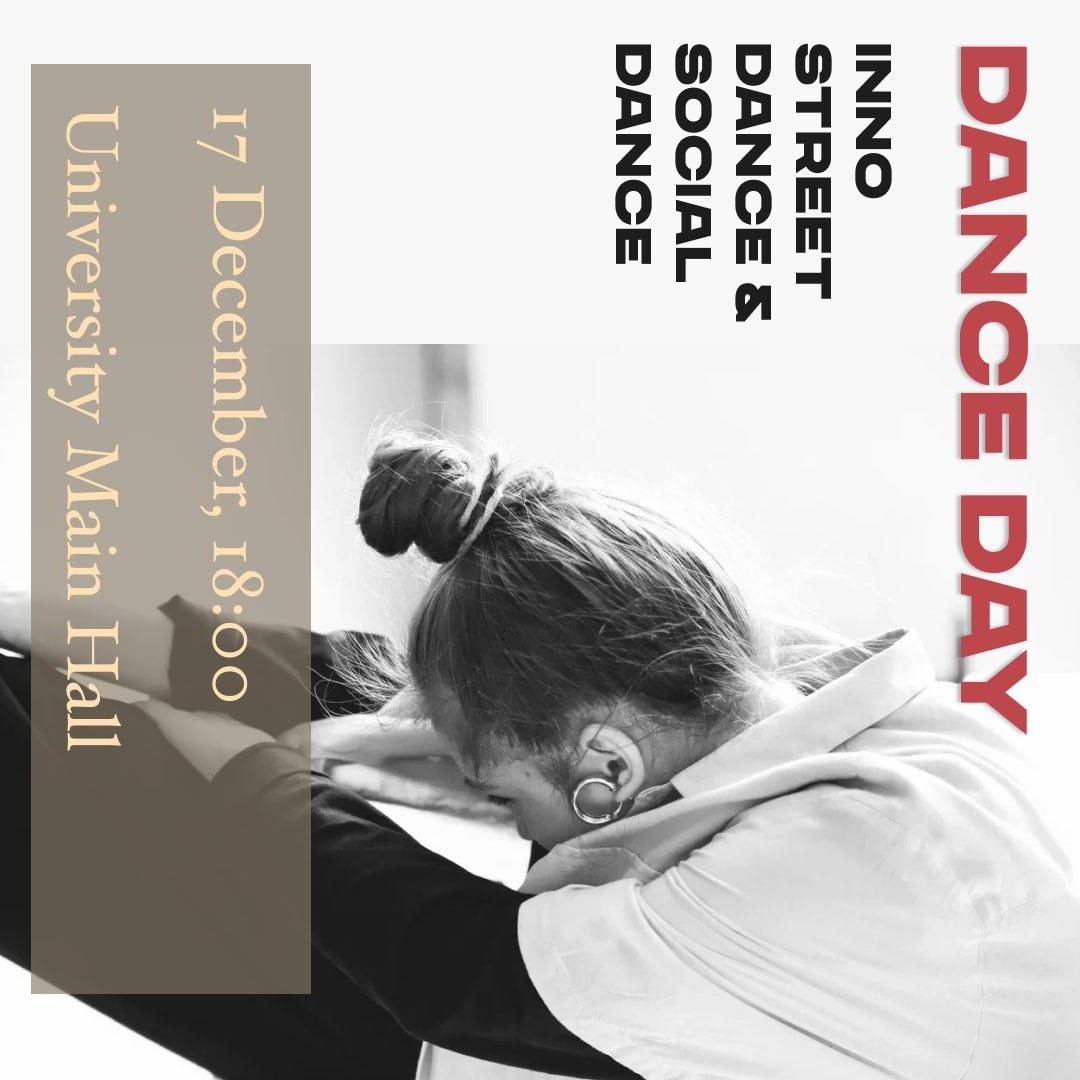 DANCE DAY
INNO
STREET
DANCE &
SOCIAL
DANCE
17 December, 18:00
University Main Hall